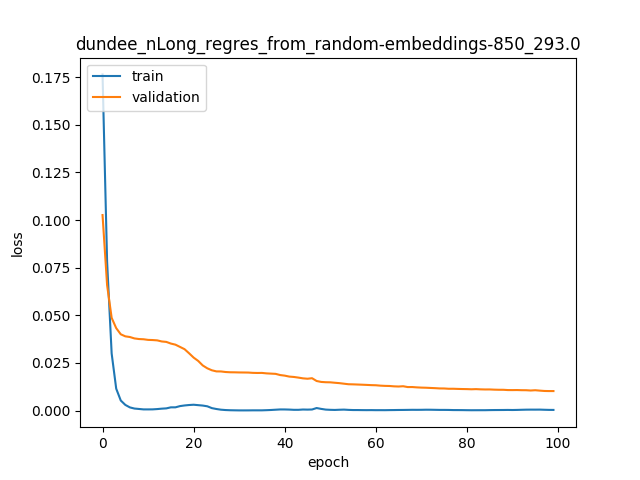 dundee_nLong_regres_from_random-embeddings-850_293.0
train
validation
0.175
0.150
0.125
0.100
0.075
0.050
0.025
0.000
loss
0 20 40 60 80 100
epoch